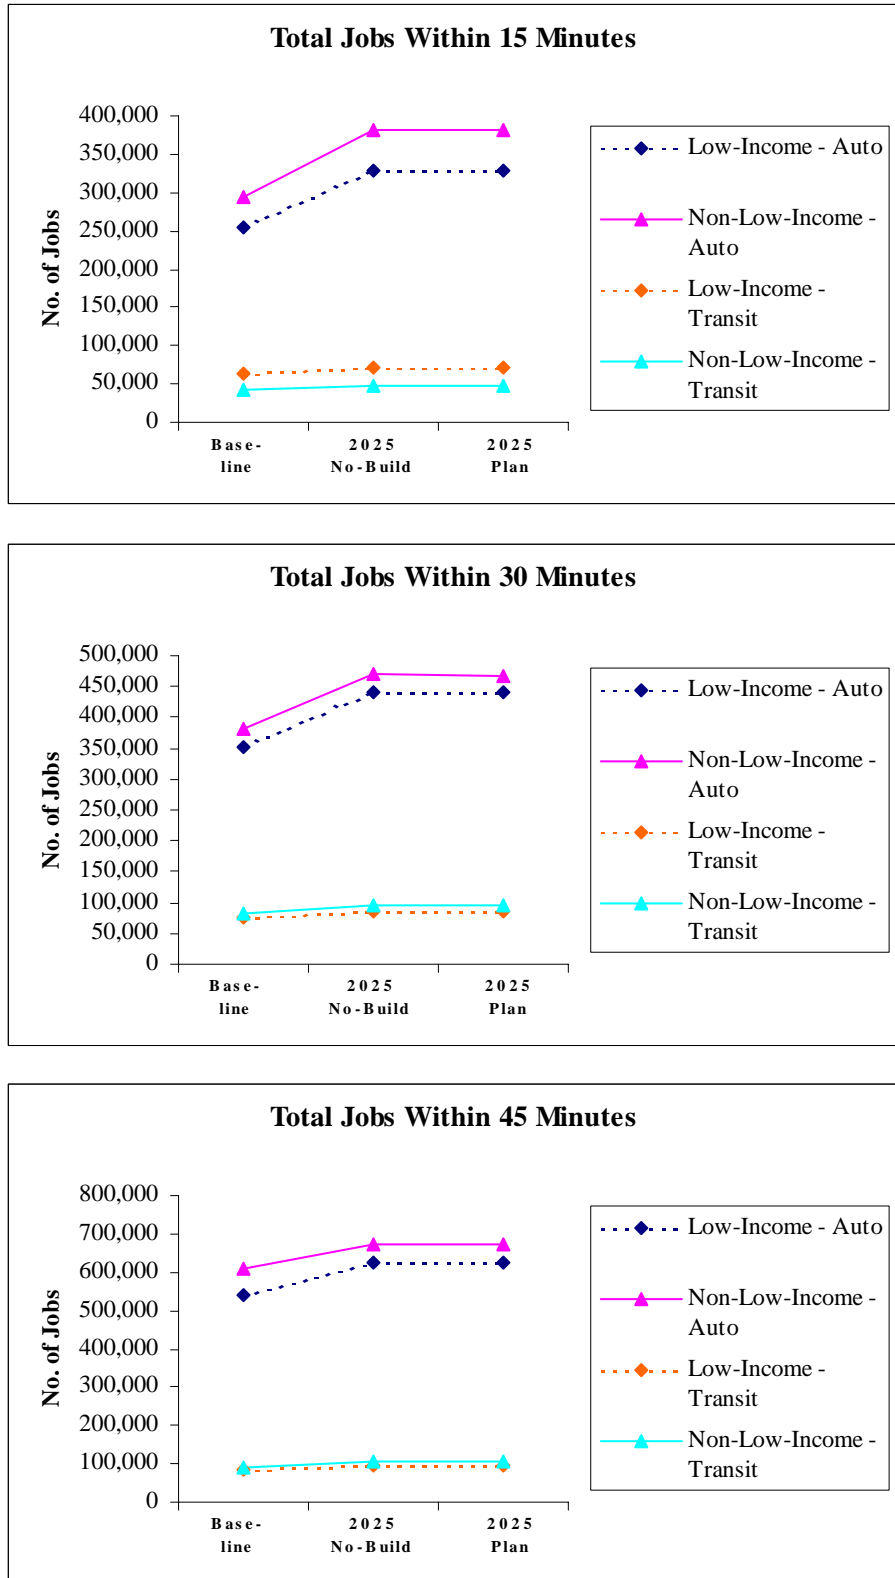 Total Jobs Within 15 Minutes
No. of Jobs
400,000
350,000
300,000
250,000
200,000
150,000
100,000
50,000
0
Base-
line
2025
No-Build
2025
Plan
Low-Income - Auto
Non-Low-Income -
Auto
Low-Income -
Transit
Non-Low-Income -
Transit
Total Jobs Within 30 Minutes
No. of Jobs
500,000
450,000
400,000
350,000
300,000
250,000
200,000
150,000
100,000
50,000
0
Base-
line
2025
No-Build
2025
Plan
Low-Income - Auto
Non-Low-Income -
Auto
Low-Income -
Transit
Non-Low-Income -
Transit
Total Jobs Within 45 Minutes
No. of Jobs
800,000
700,000
600,000
500,000
400,000
300,000
200,000
100,000
0
Base-
line
2025
No-Build
2025
Plan
Low-Income - Auto
Non-Low-Income -
Auto
Low-Income -
Transit
Non-Low-Income -
Transit